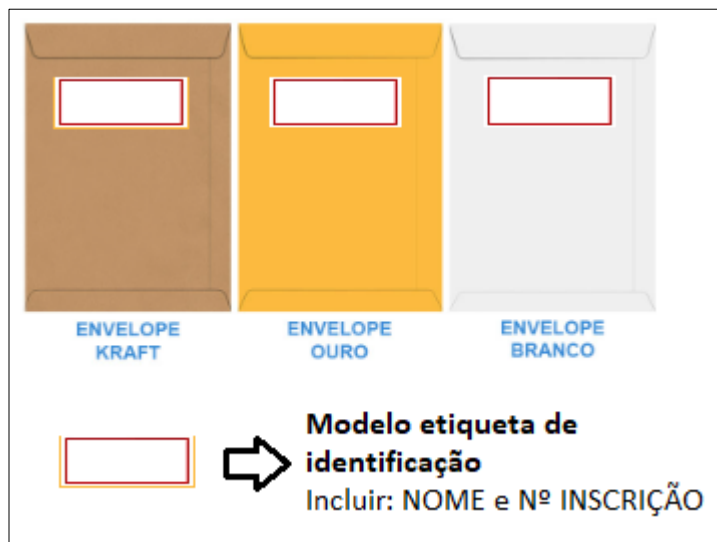 ENVELOPE
KRAFT
ENVELOPE
OURO
ENVELOPE
BRANCO
Modelo etiqueta de
identificação
Incluir: NOME e Nº INSCRIÇÃO